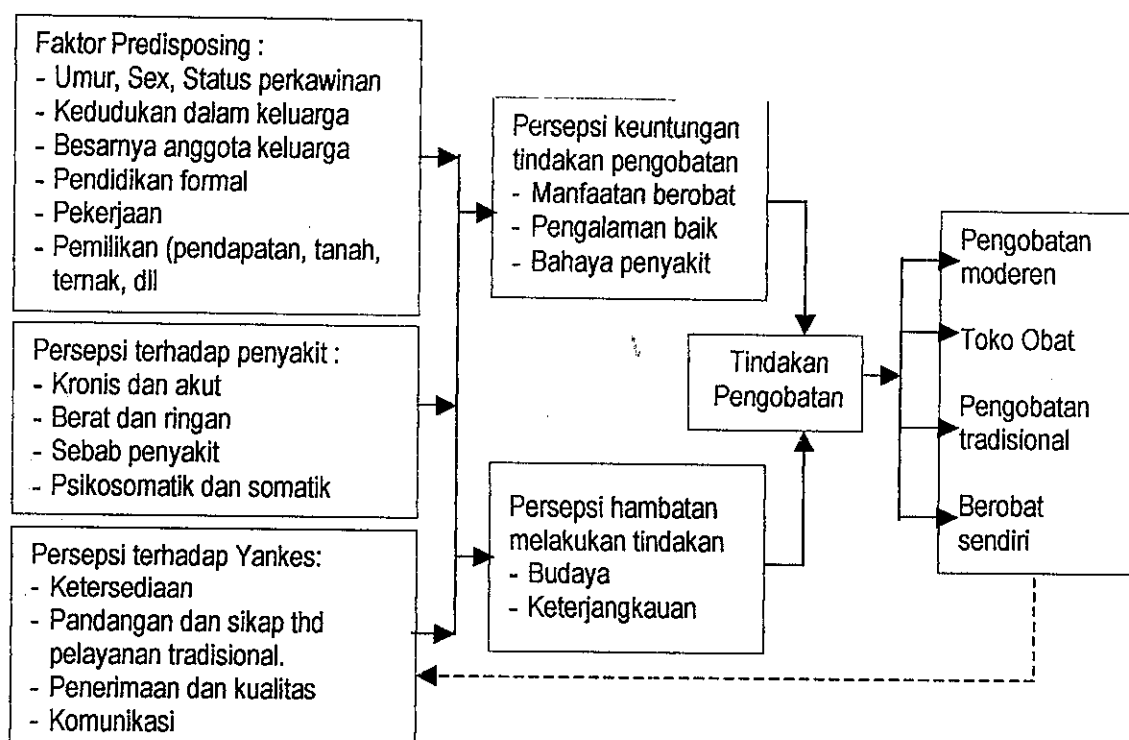 Faktor Predisposing :
- Umur, Sex, Status perkawinan
- Kedudukan dalam keluarga
- Besarnya anggota keluarga
- Pendidikan formal
- Pekerjaan
- Pemilikan (pendapatan, tanah,
ternak, dll
Persepsi terhadap penyakit :
- Kronis dan akut
- Berat dan ringan
- Sebab penyakit
- Psikosomatik dan somatik
Persepsi terhadap Yankes:
- Ketersediaan
- Pandangan dan sikap thd
pelayanan tradisional.
- Penerimaan dan kualitas
- Komunikasi
Persepsi keuntungan
tindakan pengobatan
- Manfaatan berobat
- Pengalaman baik
- Bahaya penyakit
Persepsi hambatan
melakukan tindakan
- Budaya
- Keterjangkauan
Tindakan
Pengobatan
Pengobatan
moderen
Toko Obat
Pengobatan
tradisional
Berobat
sendiri